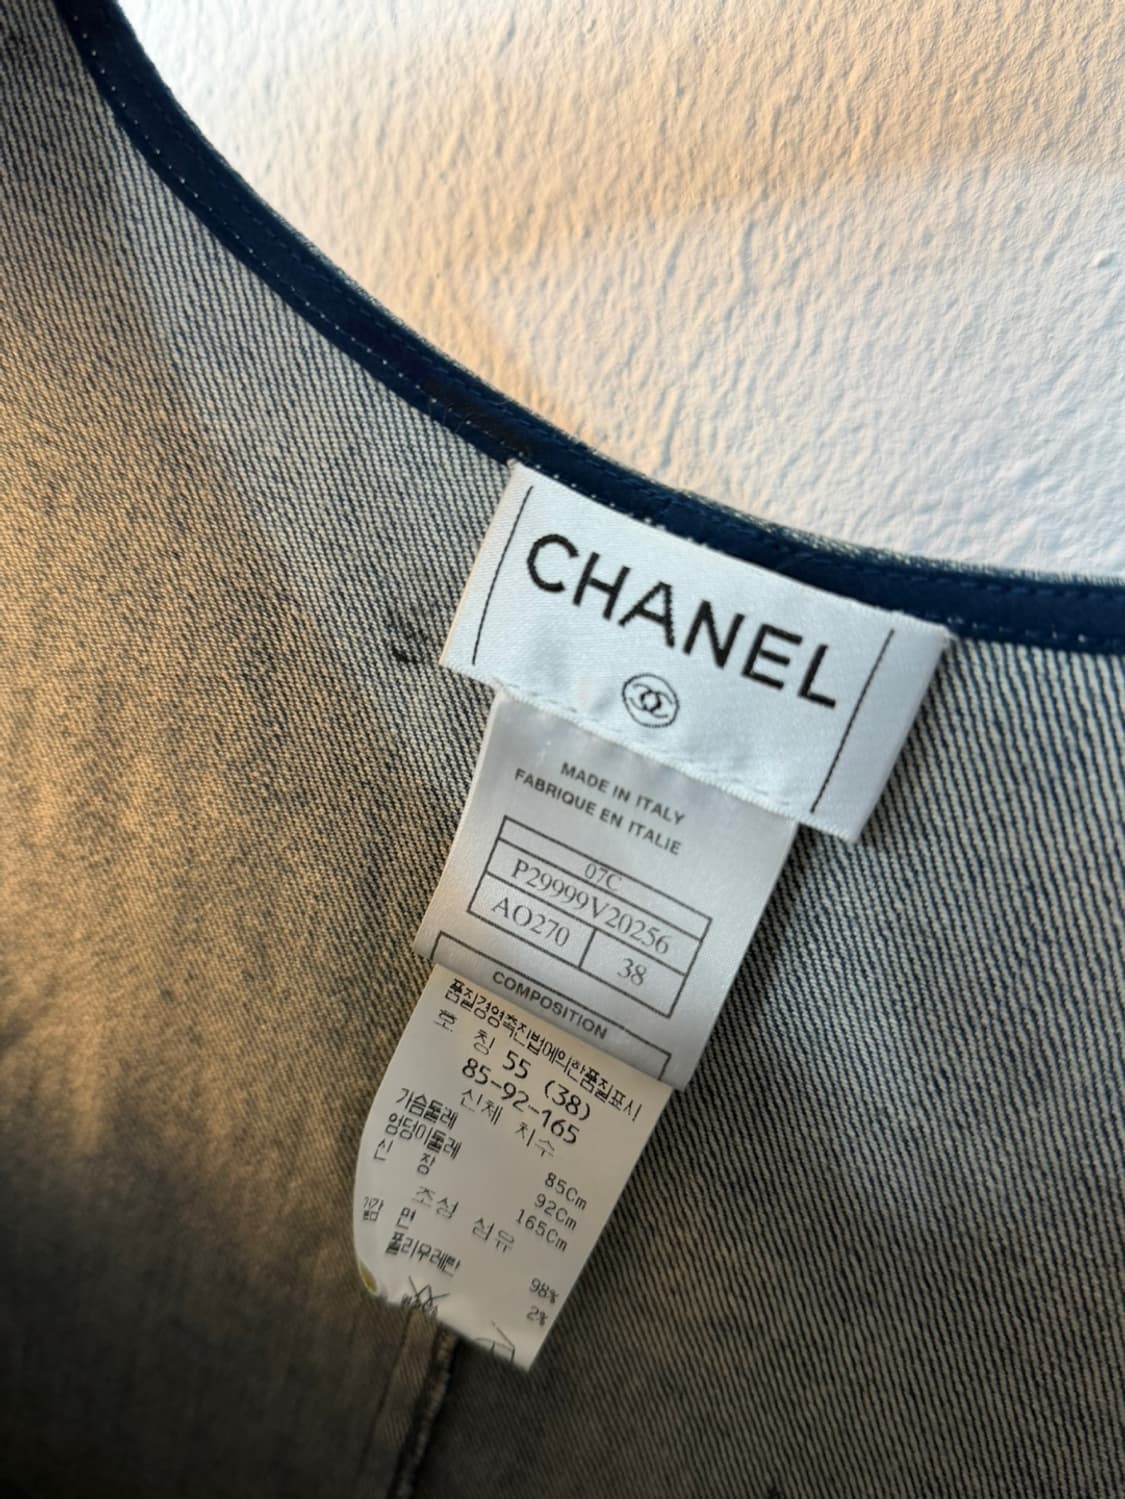 CHANEL
MADE IN ITALY
FABRIQUE EN ITALIE
07C
P29999V20256
AO270 38
COMPOSITION
품질경영촉진법에의한품질표시
호 칭 55 (38)
85-92-165
신체 치수
가슴둘레 85Cm
엉덩이둘레 92Cm
신 장 165Cm
조성 섬유
겉감 면 98%
폴리우레탄 2%